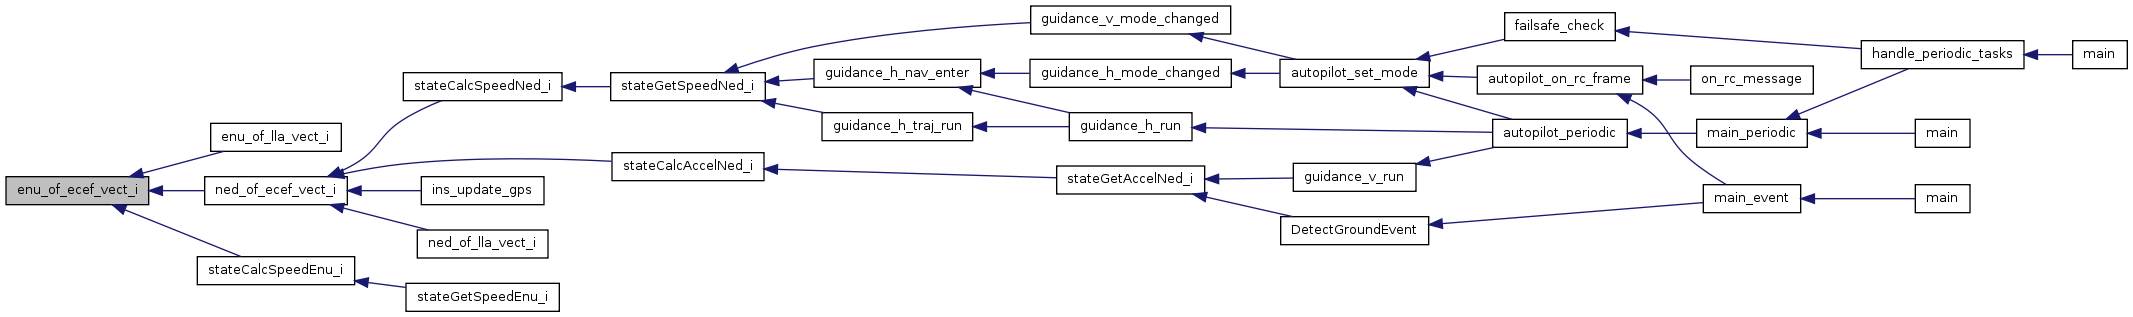 guidance_v_mode_changed
failsafe_check
handle_periodic_tasks
main
stateCalcSpeedNed_i
stateGetSpeedNed_i
guidance_h_nav_enter
guidance_h_mode_changed
autopilot_set_mode
autopilot_on_rc_frame
on_rc_message
enu_of_lla_vect_i
guidance_h_traj_run
guidance_h_run
autopilot_periodic
main_periodic
main
stateCalcAccelNed_i
stateGetAccelNed_i
guidance_v_run
enu_of_ecef_vect_i
ned_of_ecef_vect_i
ins_update_gps
main_event
main
DetectGroundEvent
ned_of_lla_vect_i
stateCalcSpeedEnu_i
stateGetSpeedEnu_i